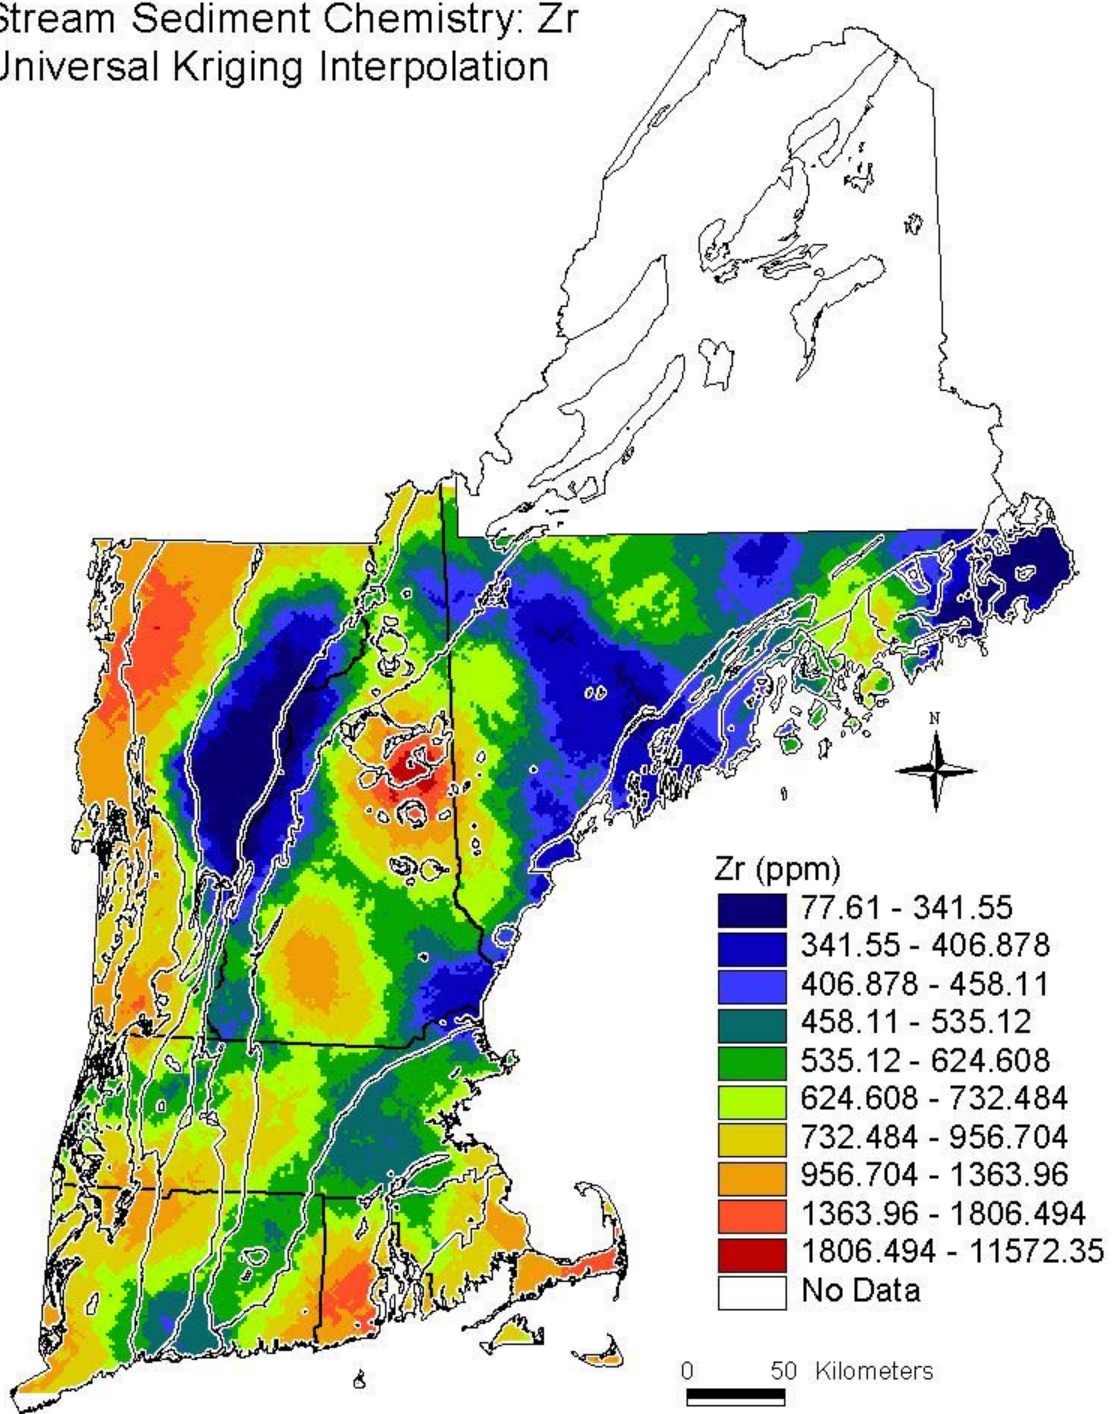 Stream Sediment Chemistry: Zr
Universal Kriging Interpolation
N
Zr (ppm)
77.61 - 341.55
341.55 - 406.878
406.878 - 458.11
458.11 - 535.12
535.12 - 624.608
624.608 - 732.484
732.484 - 956.704
956.704 - 1363.96
1363.96 - 1806.494
1806.494 - 11572.35
No Data
0 50 Kilometers